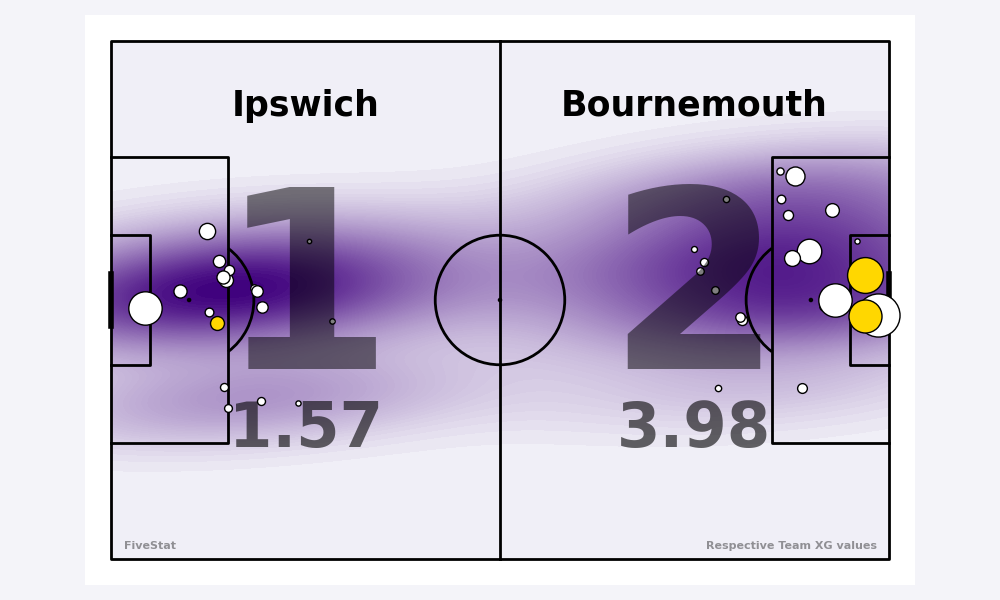 Ipswich
Bournemouth
1
2
1.57
3.98
FiveStat
Respective Team XG values